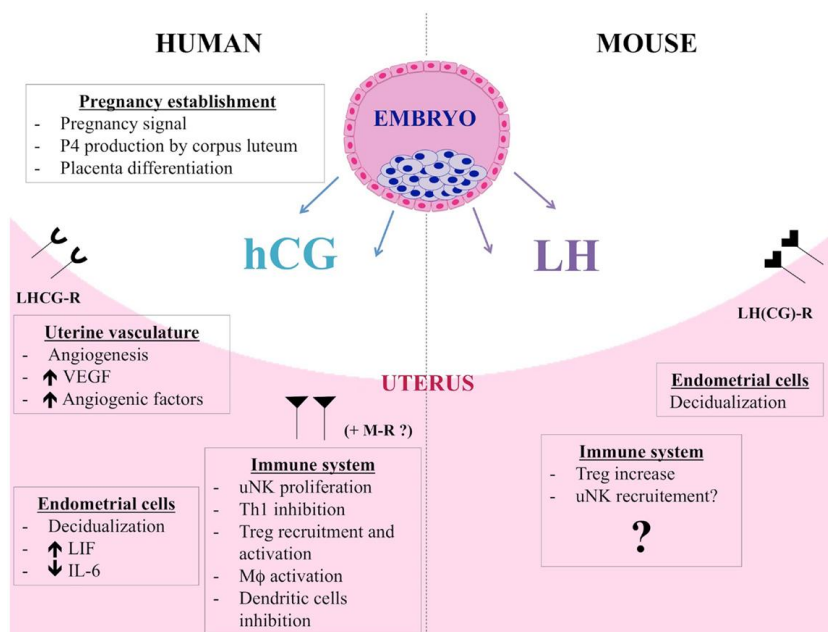 HUMAN
MOUSE
Pregnancy establishment
- Pregnancy signal
- P4 production by corpus luteum
- Placenta differentiation
EMBRYO
hCG
LH
LHCG-R
LH(CG)-R
Uterine vasculature
- Angiogenesis
- ↑ VEGF
- ↑ Angiogenic factors
UTERUS
(+ M-R ?)
Endometrial cells
Decidualization
Immune system
- uNK proliferation
- Th1 inhibition
- Treg recruitment and
activation
- Mϕ activation
- Dendritic cells
inhibition
Endometrial cells
- Decidualization
- ↑ LIF
- ↓ IL-6
Immune system
- Treg increase
- uNK recruitement?
?